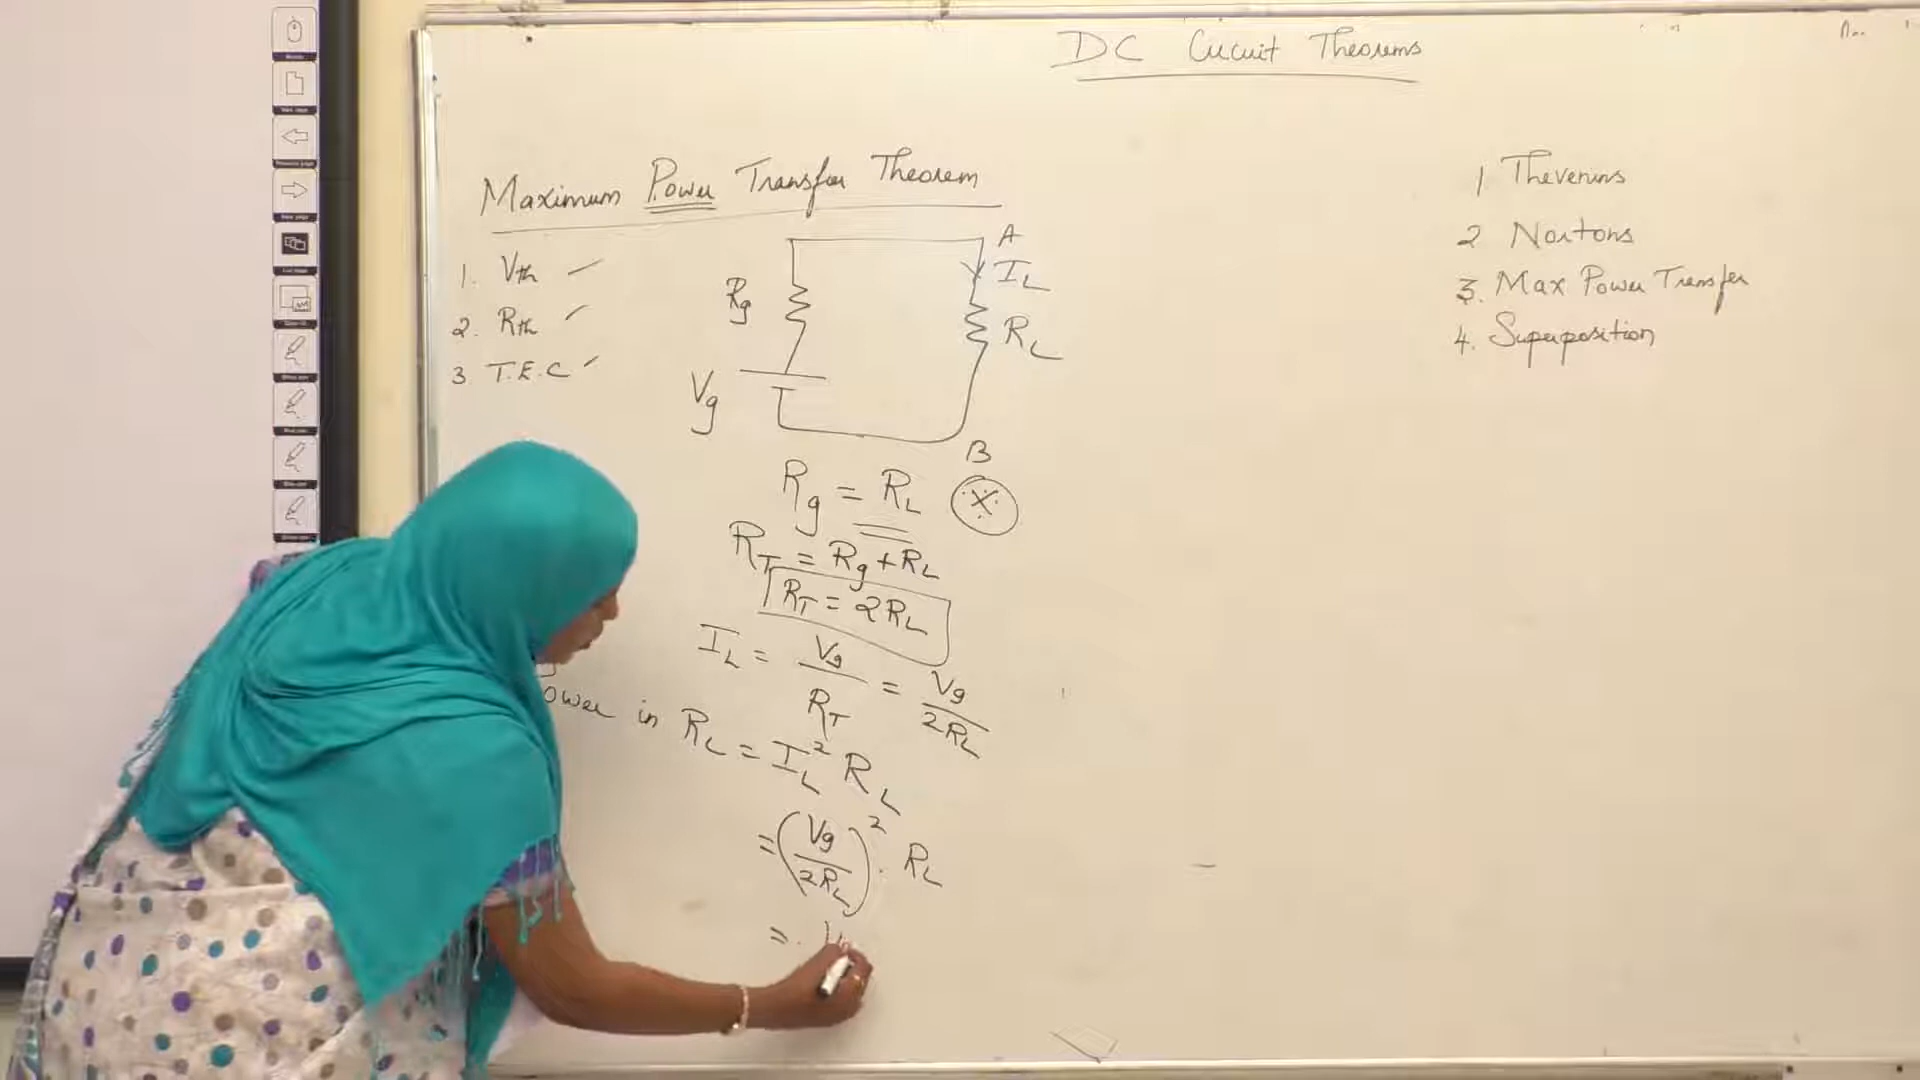 DC Circuit Theorems
Maximum Power Transfer Theorem
1. Vth
2. Rth
3 T.E.C
A
IL
Rg
RL
Vg
B
Rg = RL
RT = Rg + RL
RT = 2RL
IL = Vg / RT = Vg / 2RL
ower in RL = IL² RL
= (Vg / 2RL)² . RL
=
1 Thevenins
2 Nortons
3. Max Power Transfer
4. Superposition